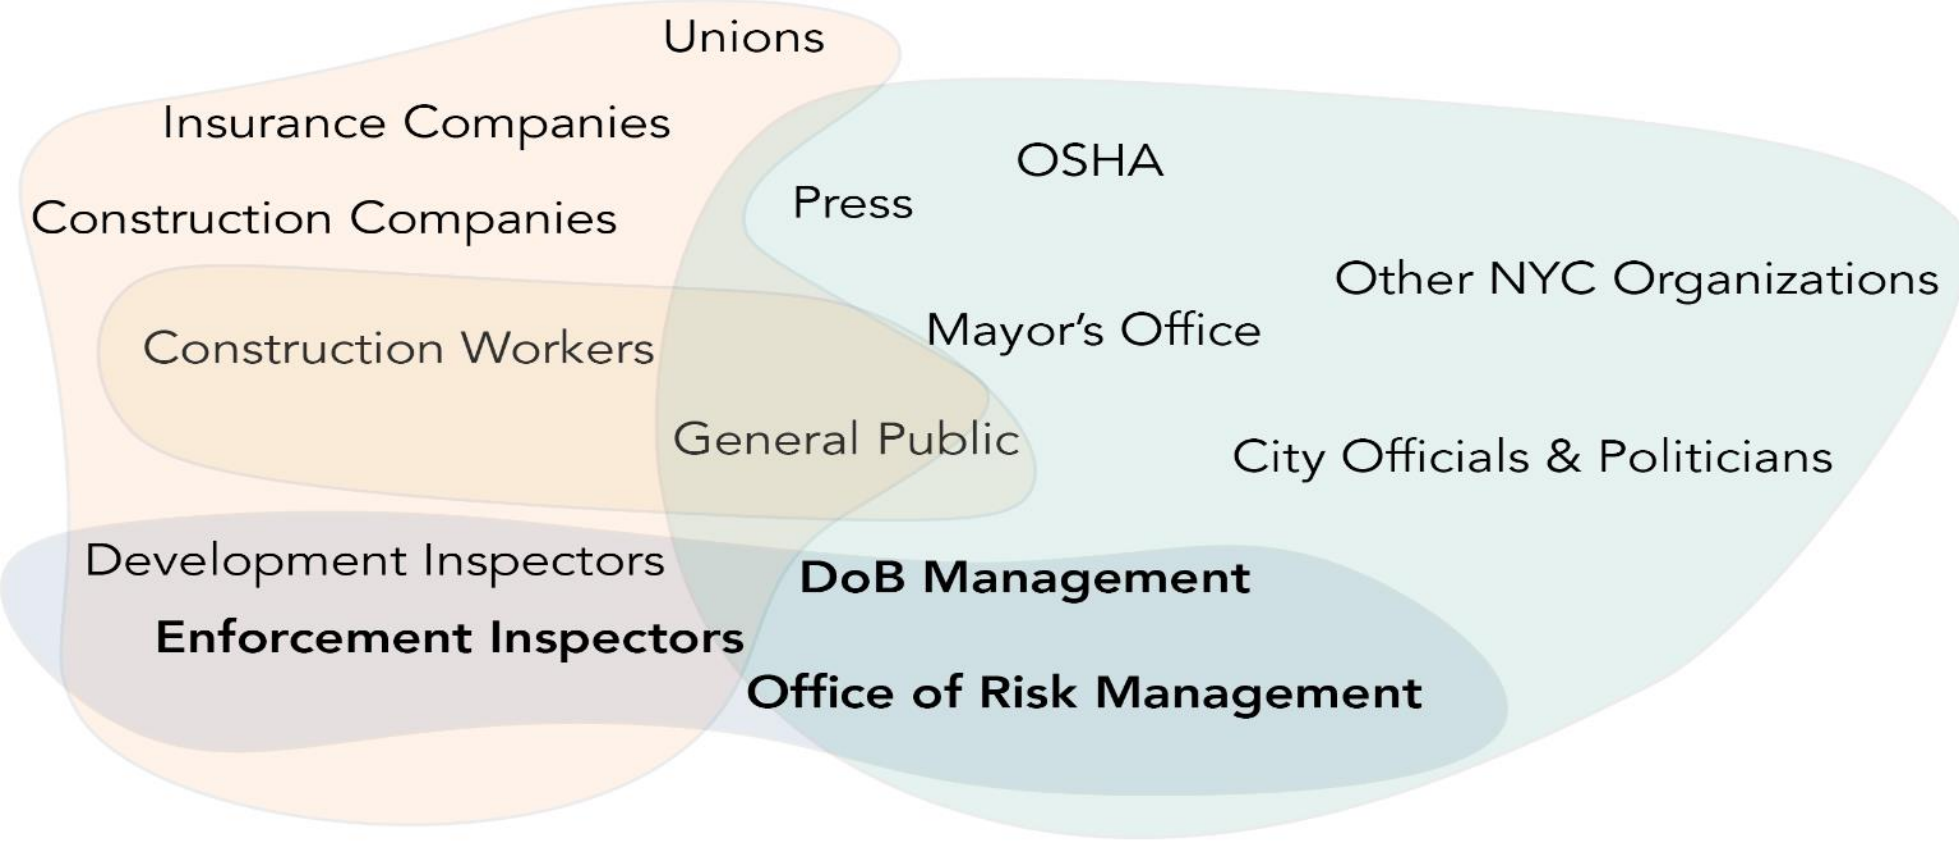 Unions
Insurance Companies
OSHA
Press
Construction Companies
Other NYC Organizations
Mayor’s Office
Construction Workers
General Public
City Officials & Politicians
Development Inspectors
DoB Management
Enforcement Inspectors
Office of Risk Management